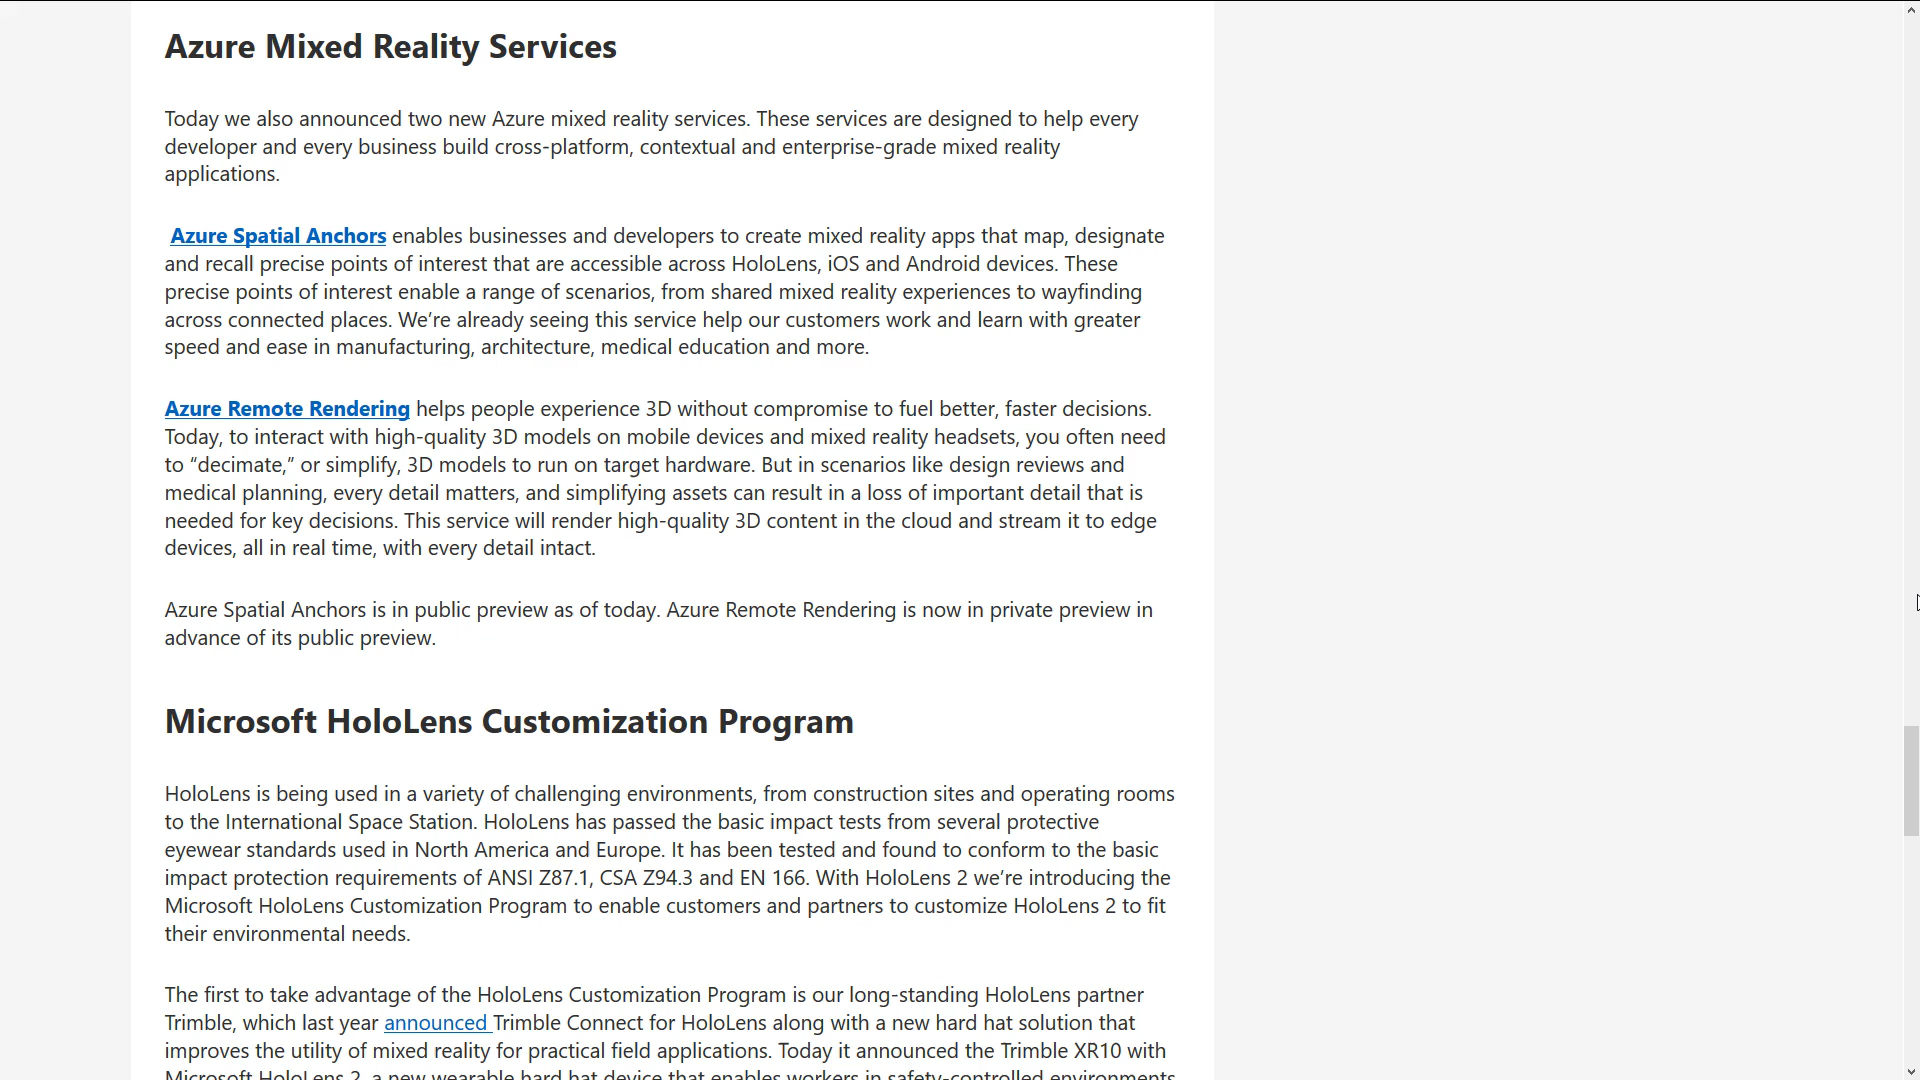 Azure Mixed Reality Services
Today we also announced two new Azure mixed reality services. These services are designed to help every
developer and every business build cross-platform, contextual and enterprise-grade mixed reality
applications.
Azure Spatial Anchors enables businesses and developers to create mixed reality apps that map, designate
and recall precise points of interest that are accessible across HoloLens, iOS and Android devices. These
precise points of interest enable a range of scenarios, from shared mixed reality experiences to wayfinding
across connected places. We’re already seeing this service help our customers work and learn with greater
speed and ease in manufacturing, architecture, medical education and more.
Azure Remote Rendering helps people experience 3D without compromise to fuel better, faster decisions.
Today, to interact with high-quality 3D models on mobile devices and mixed reality headsets, you often need
to “decimate,” or simplify, 3D models to run on target hardware. But in scenarios like design reviews and
medical planning, every detail matters, and simplifying assets can result in a loss of important detail that is
needed for key decisions. This service will render high-quality 3D content in the cloud and stream it to edge
devices, all in real time, with every detail intact.
Azure Spatial Anchors is in public preview as of today. Azure Remote Rendering is now in private preview in
advance of its public preview.
Microsoft HoloLens Customization Program
HoloLens is being used in a variety of challenging environments, from construction sites and operating rooms
to the International Space Station. HoloLens has passed the basic impact tests from several protective
eyewear standards used in North America and Europe. It has been tested and found to conform to the basic
impact protection requirements of ANSI Z87.1, CSA Z94.3 and EN 166. With HoloLens 2 we’re introducing the
Microsoft HoloLens Customization Program to enable customers and partners to customize HoloLens 2 to fit
their environmental needs.
The first to take advantage of the HoloLens Customization Program is our long-standing HoloLens partner
Trimble, which last year announced Trimble Connect for HoloLens along with a new hard hat solution that
improves the utility of mixed reality for practical field applications. Today it announced the Trimble XR10 with
Microsoft HoloLens 2, a new wearable hard hat device that enables workers in safety-controlled environments